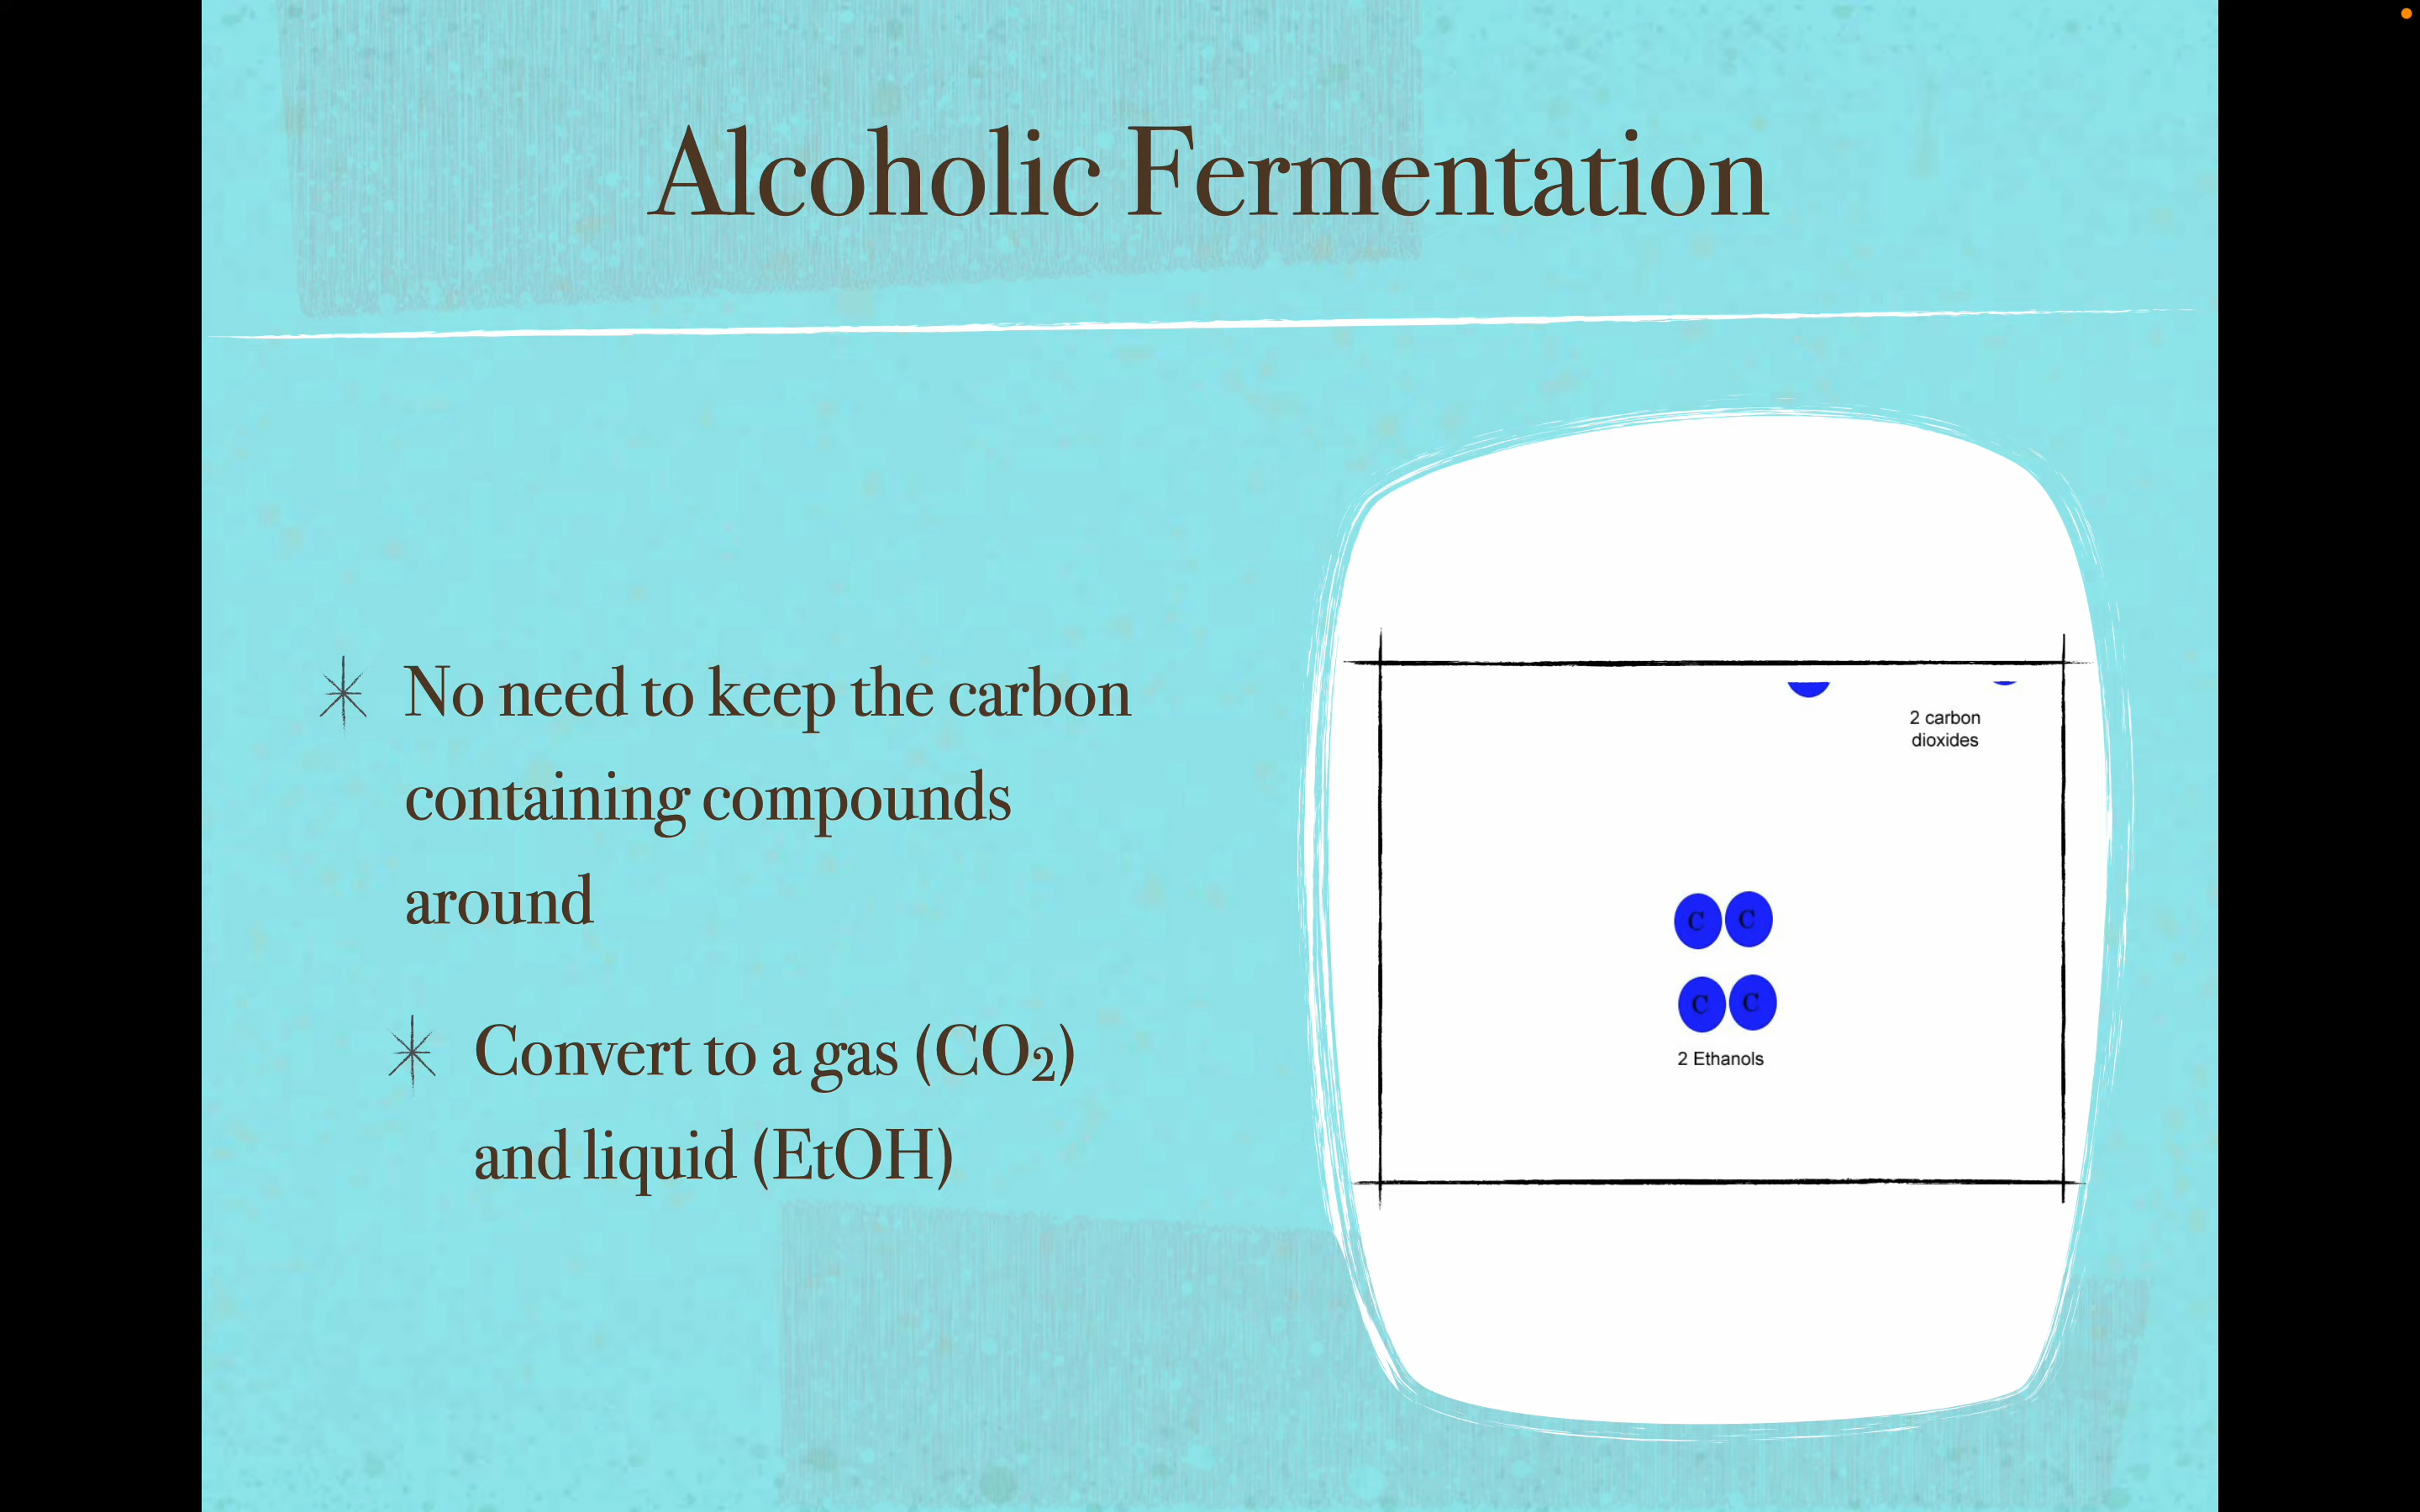 Alcoholic Fermentation
No need to keep the carbon
containing compounds
around
Convert to a gas (CO2)
and liquid (EtOH)
2 carbon
dioxides
C C
C C
2 Ethanols